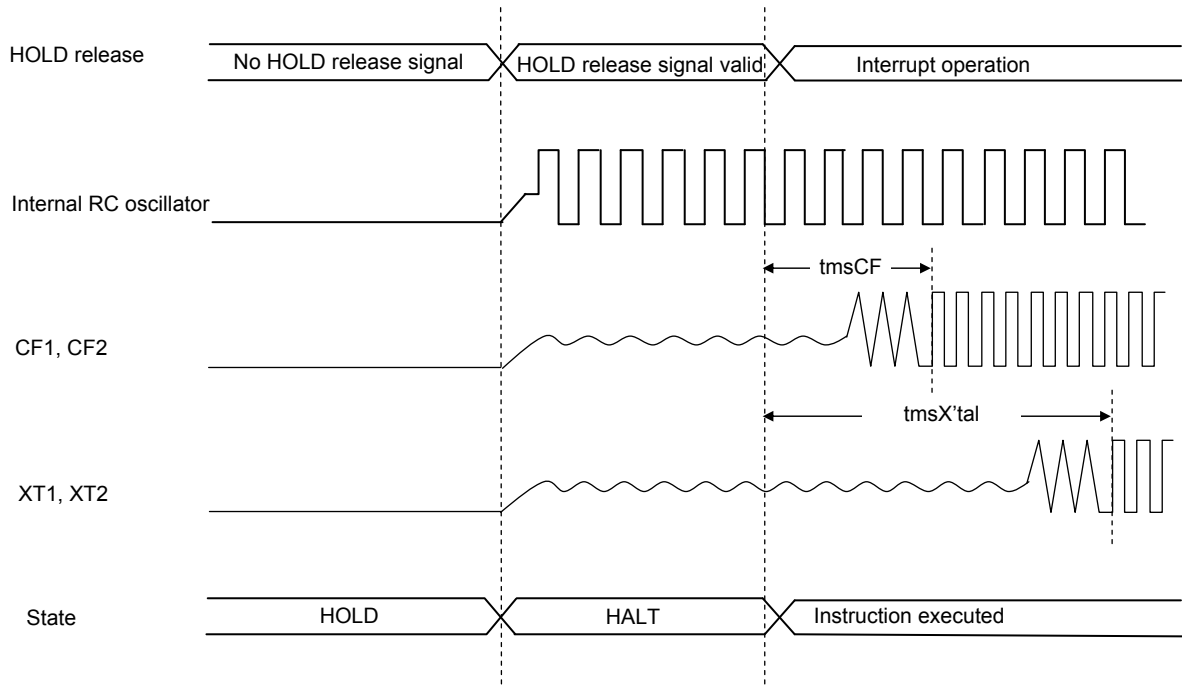 HOLD release
No HOLD release signal
HOLD release signal valid
Interrupt operation
Internal RC oscillator
tmsCF
CF1, CF2
tmsX'tal
XT1, XT2
State
HOLD
HALT
Instruction executed